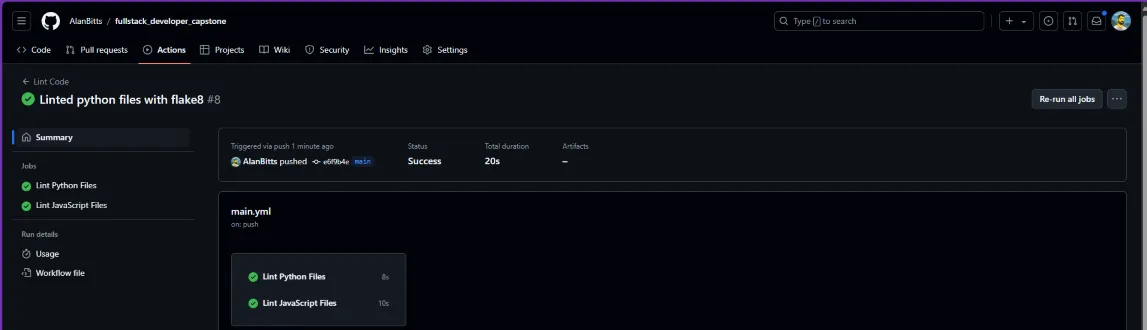 AlanBitts / fullstack_developer_capstone
Type / to search
Code Pull requests Actions Projects Wiki Security Insights Settings
Lint Code
Linted python files with flake8 #8
Re-run all jobs
Summary
Jobs
Lint Python Files
Lint JavaScript Files
Run details
Usage
Workflow file
Triggered via push 1 minute ago
AlanBitts pushed e6f9b4e main
Status
Success
Total duration
20s
Artifacts
–
main.yml
on: push
Lint Python Files 8s
Lint JavaScript Files 10s